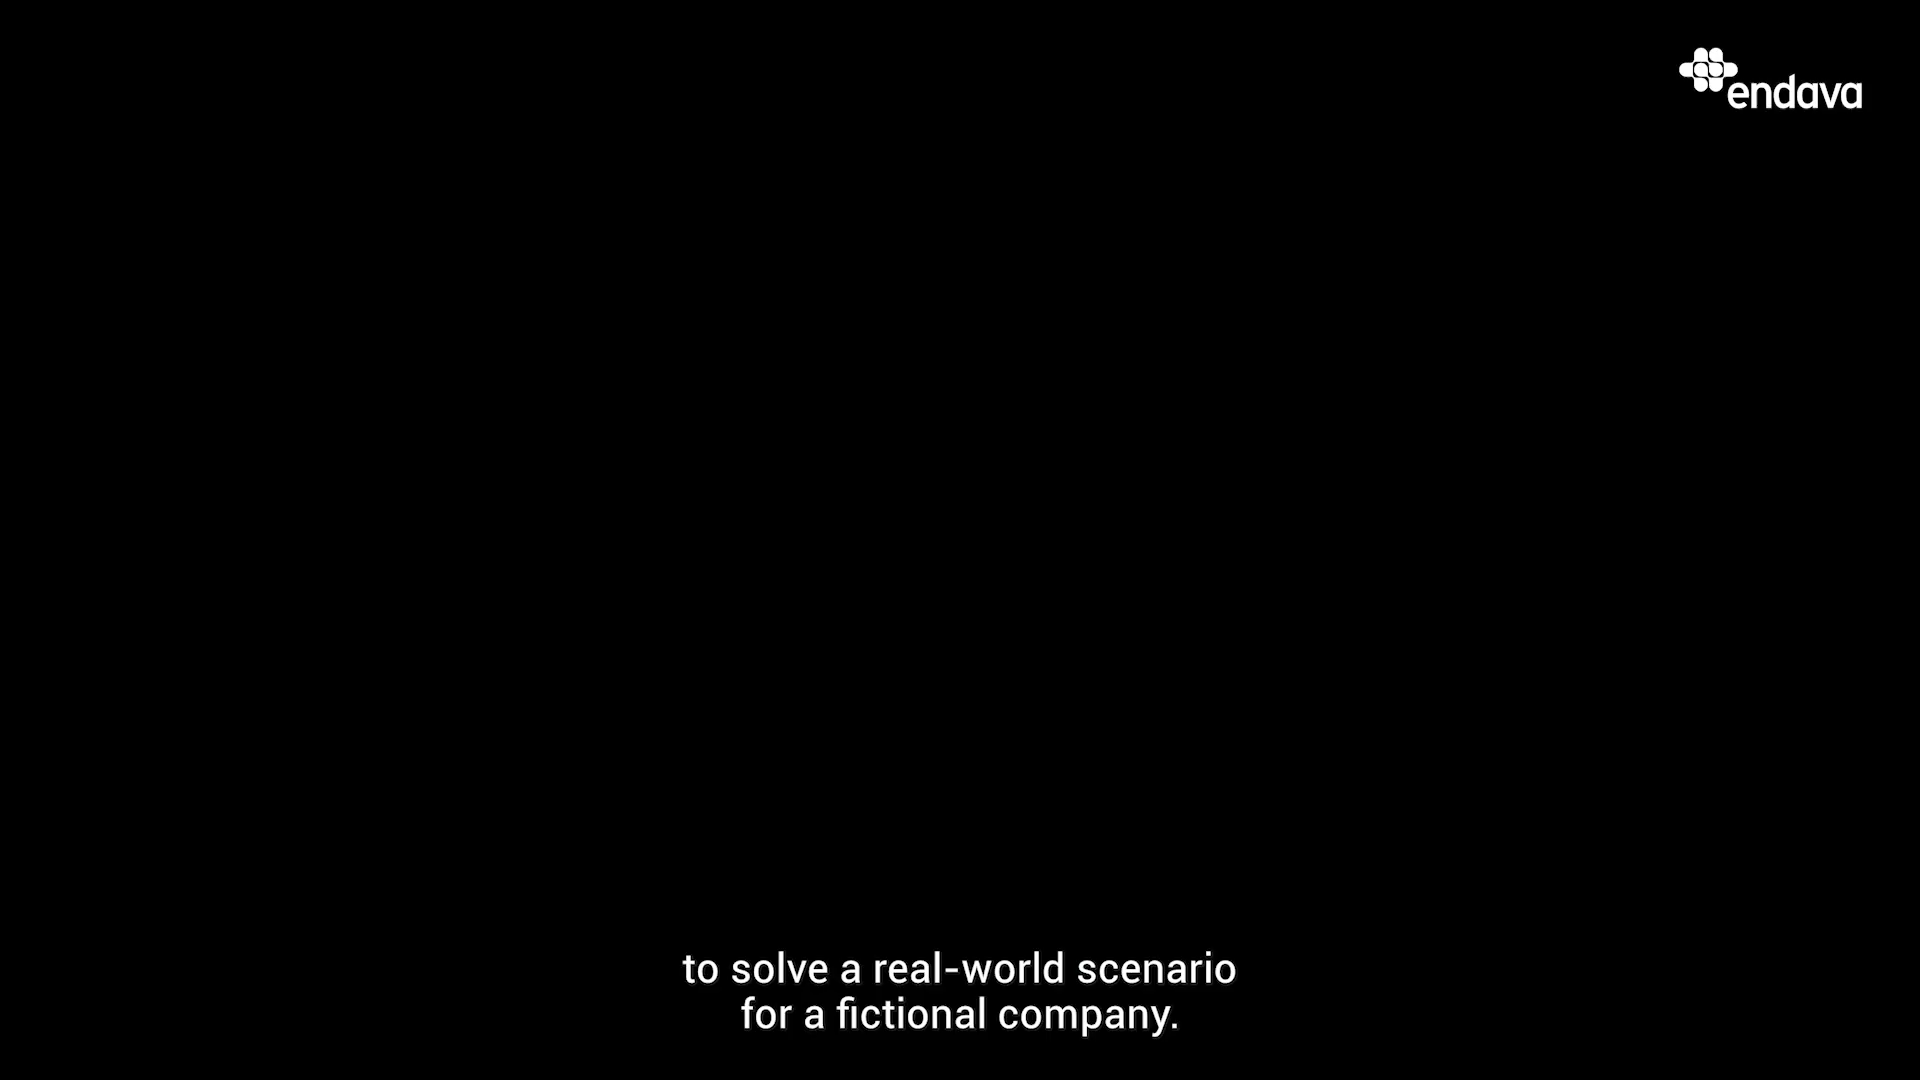 endava
to solve a real-world scenario
for a fictional company.